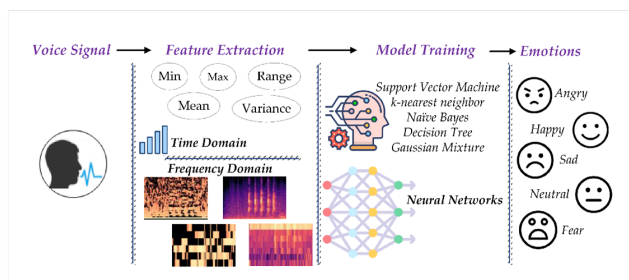 Voice Signal
Feature Extraction
Model Training
Emotions
Min
Max
Range
Mean
Variance
Time Domain
Frequency Domain
Support Vector Machine
k-nearest neighbor
Naïve Bayes
Decision Tree
Gaussian Mixture
Neural Networks
Angry
Happy
Sad
Neutral
Fear